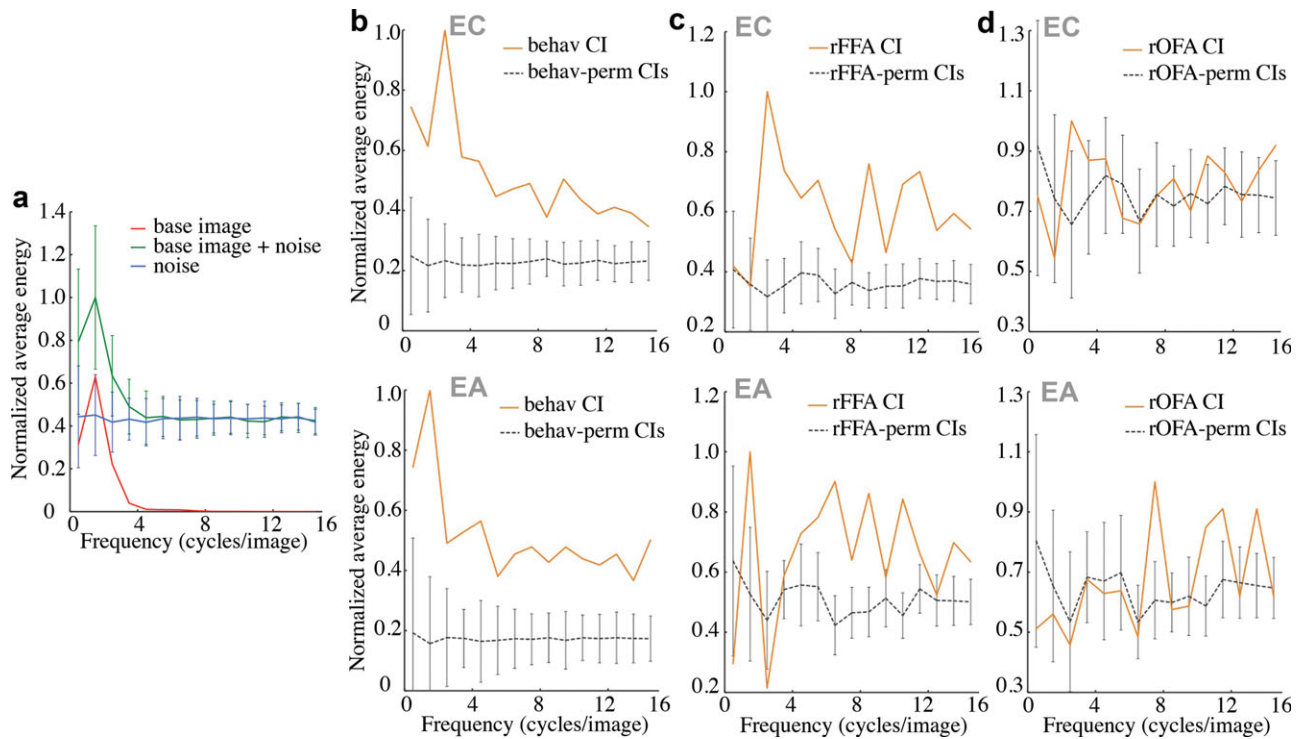 a
Normalized average energy
1.4
1.2
1.0
0.8
0.6
0.4
0.2
0
base image
base image + noise
noise
0 4 8 12 16
Frequency (cycles/image)
b EC
Normalized average energy
1.0
0.8
0.6
0.4
0.2
0
behav CI
behav-perm CIs
0 4 8 12 16
c EC
1.2
1.0
0.8
0.6
0.4
0.2
rFFA CI
rFFA-perm CIs
0 4 8 12 16
d EC
1.3
1.1
0.9
0.7
0.5
0.3
rOFA CI
rOFA-perm CIs
0 4 8 12 16
EA
Normalized average energy
1.0
0.8
0.6
0.4
0.2
0
behav CI
behav-perm CIs
0 4 8 12 16
Frequency (cycles/image)
EA
1.2
1.0
0.8
0.6
0.4
0.2
rFFA CI
rFFA-perm CIs
0 4 8 12 16
Frequency (cycles/image)
EA
1.3
1.1
0.9
0.7
0.5
0.3
rOFA CI
rOFA-perm CIs
0 4 8 12 16
Frequency (cycles/image)